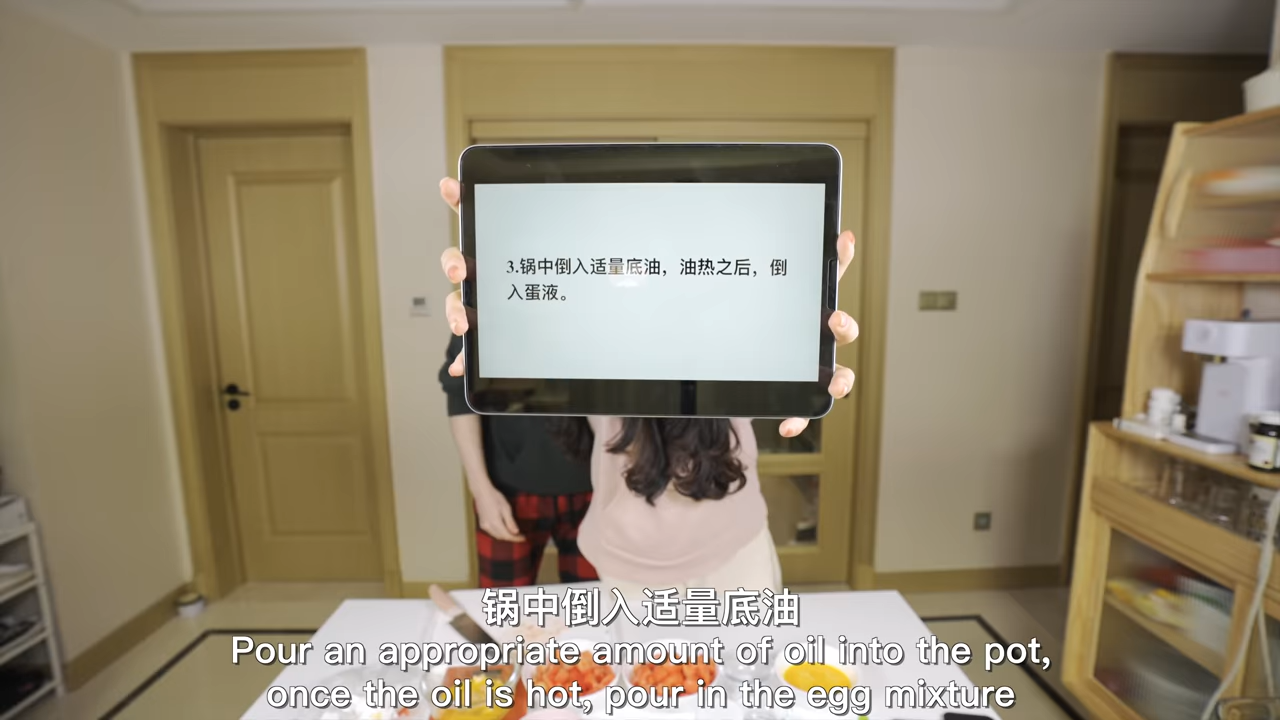 3.锅中倒入适量底油，油热之后，倒
入蛋液。
锅中倒入适量底油
Pour an appropriate amount of oil into the pot,
once the oil is hot, pour in the egg mixture